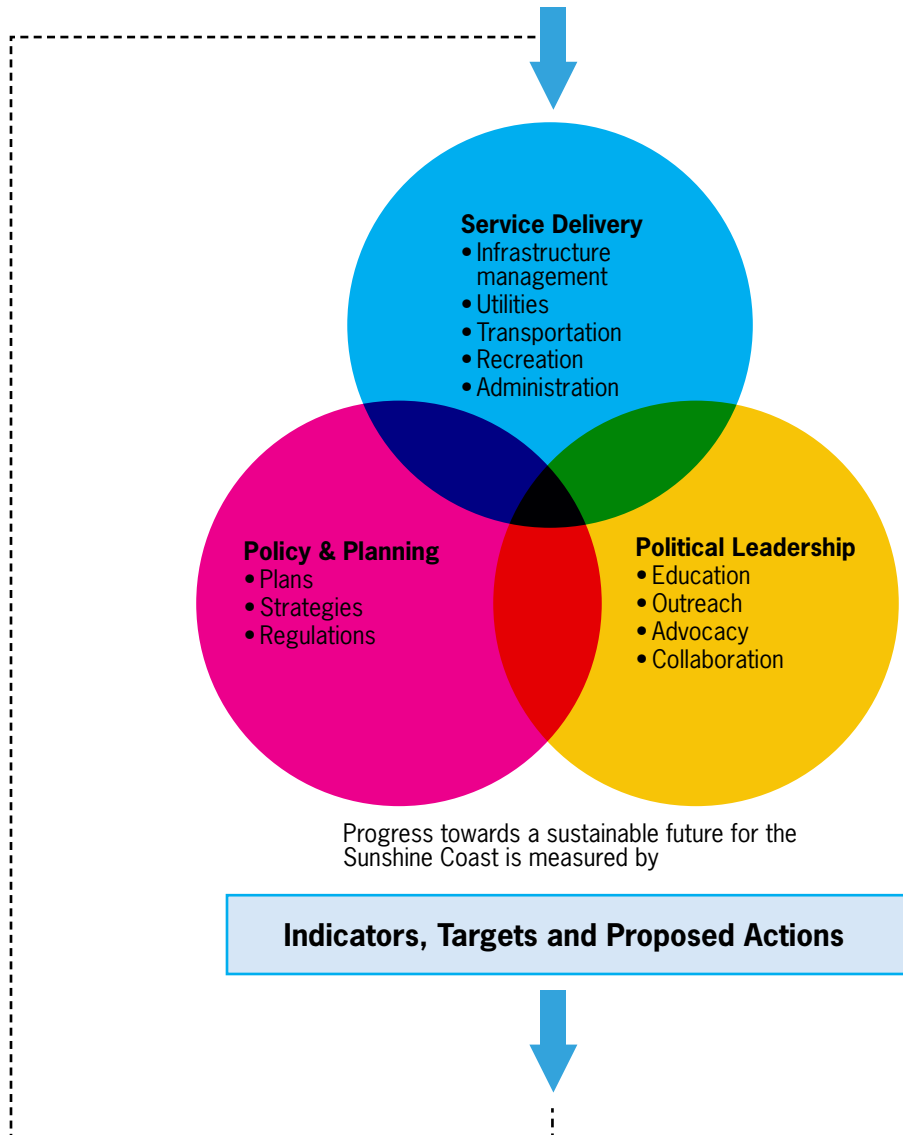 Service Delivery
• Infrastructure
management
• Utilities
• Transportation
• Recreation
• Administration
Policy & Planning
• Plans
• Strategies
• Regulations
Political Leadership
• Education
• Outreach
• Advocacy
• Collaboration
Progress towards a sustainable future for the
Sunshine Coast is measured by
Indicators, Targets and Proposed Actions